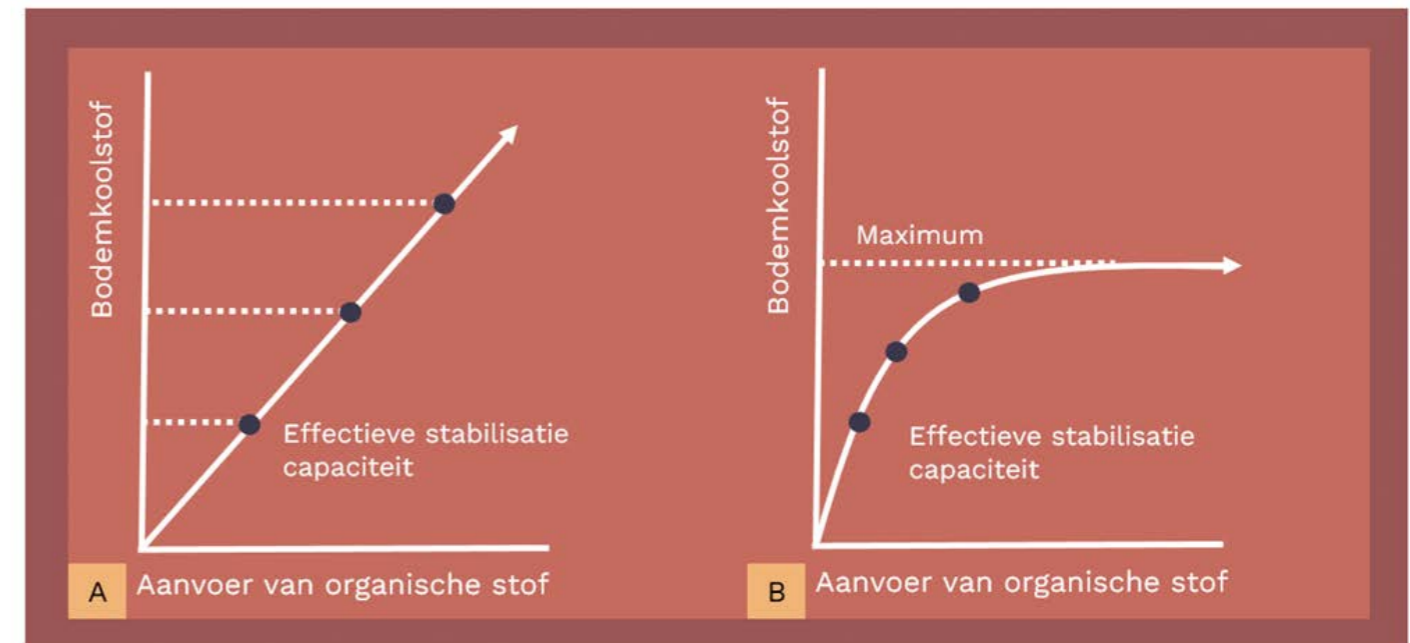 Bodemkoolstof
Effectieve stabilisatie
capaciteit
A
Aanvoer van organische stof
Bodemkoolstof
Maximum
Effectieve stabilisatie
capaciteit
B
Aanvoer van organische stof